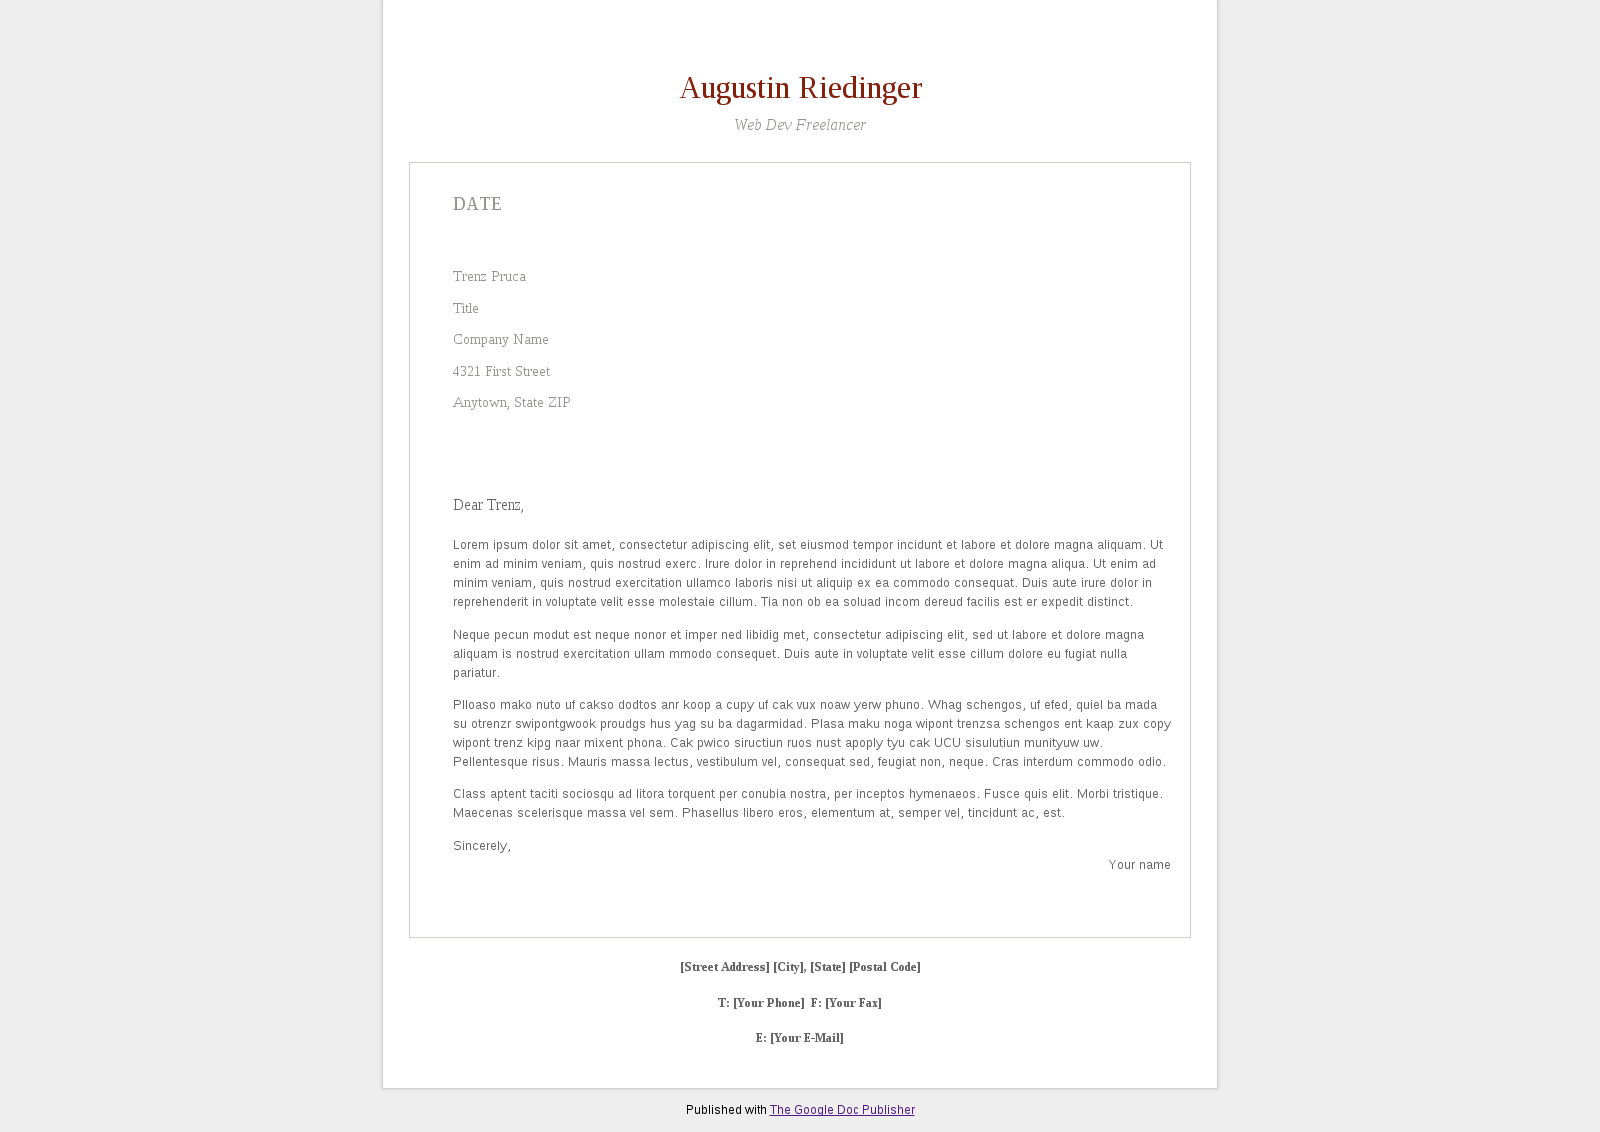 Augustin Riedinger
Web Dev Freelancer
DATE
Trenz Pruca
Title
Company Name
4321 First Street
Anytown, State ZIP
Dear Trenz,
Lorem ipsum dolor sit amet, consectetur adipiscing elit, set eiusmod tempor incidunt et labore et dolore magna aliquam. Ut
enim ad minim veniam, quis nostrud exerc. Irure dolor in reprehend incididunt ut labore et dolore magna aliqua. Ut enim ad
minim veniam, quis nostrud exercitation ullamco laboris nisi ut aliquip ex ea commodo consequat. Duis aute irure dolor in
reprehenderit in voluptate velit esse molestaie cillum. Tia non ob ea soluad incom dereud facilis est er expedit distinct.
Neque pecun modut est neque nonor et imper ned libidig met, consectetur adipiscing elit, sed ut labore et dolore magna
aliquam is nostrud exercitation ullam mmodo consequet. Duis aute in voluptate velit esse cillum dolore eu fugiat nulla
pariatur.
Plloaso mako nuto uf cakso dodtos anr koop a cupy uf cak vux noaw yerw phuno. Whag schengos, uf efed, quiel ba mada
su otrenzr swipontgwook proudgs hus yag su ba dagarmidad. Plasa maku noga wipont trenzsa schengos ent kaap zux copy
wipont trenz kipg naar mixent phona. Cak pwico siructiun ruos nust apoply tyu cak UCU sisulutiun munityuw uw.
Pellentesque risus. Mauris massa lectus, vestibulum vel, consequat sed, feugiat non, neque. Cras interdum commodo odio.
Class aptent taciti sociosqu ad litora torquent per conubia nostra, per inceptos hymenaeos. Fusce quis elit. Morbi tristique.
Maecenas scelerisque massa vel sem. Phasellus libero eros, elementum at, semper vel, tincidunt ac, est.
Sincerely,
Your name
[Street Address] [City], [State] [Postal Code]
T: [Your Phone]  F: [Your Fax]
E: [Your E-Mail]
Published with The Google Doc Publisher